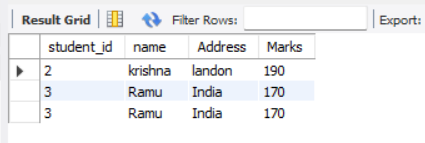 Result Grid Filter Rows: Export:
student_id name Address Marks
2 krishna landon 190
3 Ramu India 170
3 Ramu India 170